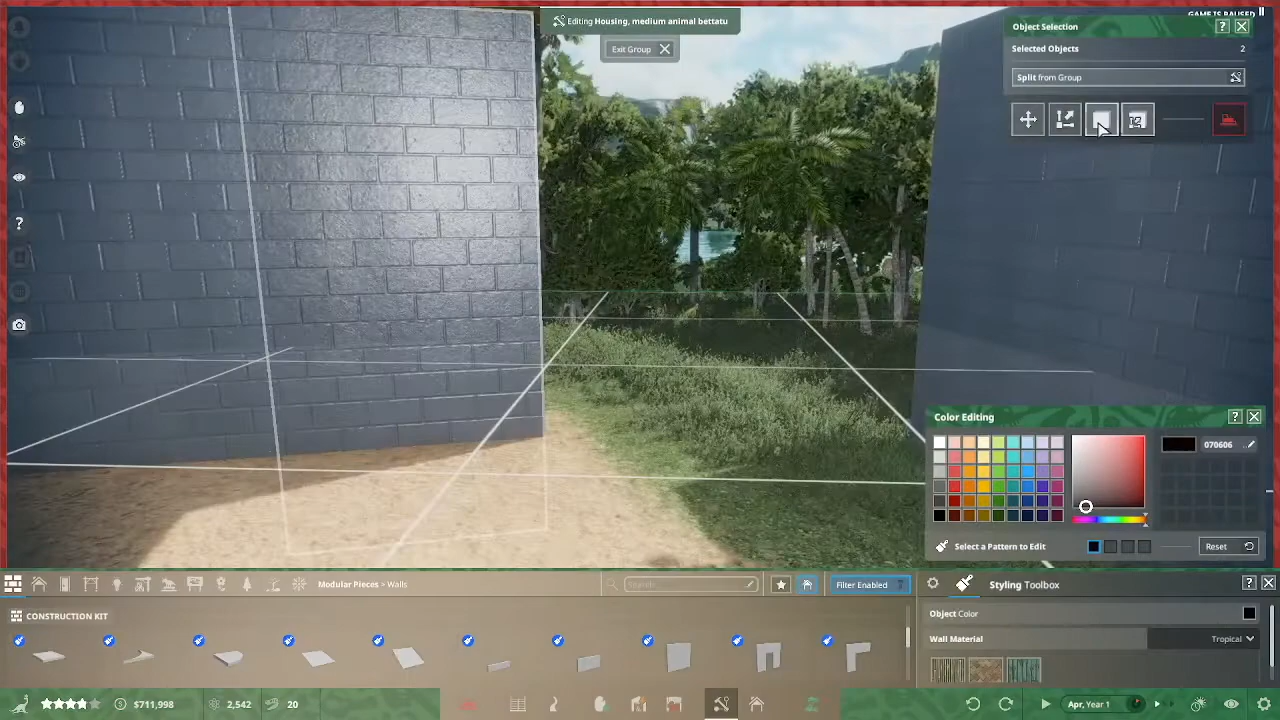 GAME IS PAUSED
Editing Housing, medium animal bettatu
Exit Group
Object Selection
?
Selected Objects 2
Split from Group
?
Color Editing
?
070606
Select a Pattern to Edit
Reset
Modular Pieces > Walls
Search
Filter Enabled
Styling Toolbox
?
CONSTRUCTION KIT
Object Color
Wall Material
Tropical
$711,998
2,542
20
Apr, Year 1